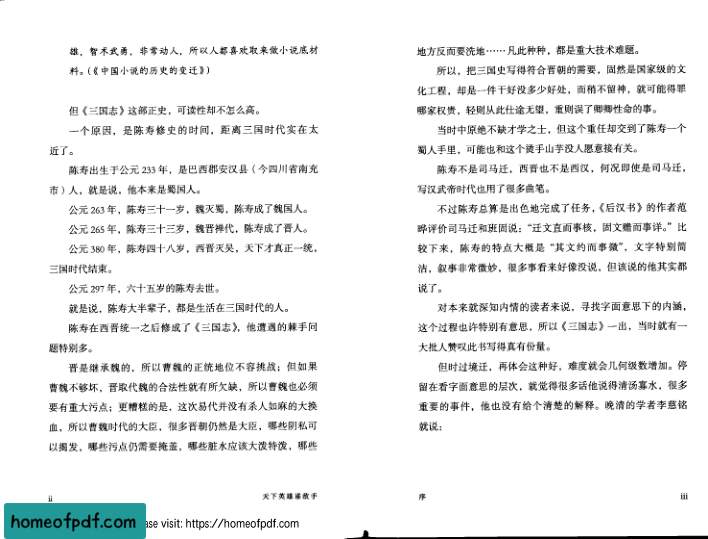 雄，智术武勇，非常动人，所以人都喜欢取来做小说底材
料。（《中国小说的历史的变迁》）
但《三国志》这部正史，可读性却不怎么高。
一个原因，是陈寿修史的时间，距离三国时代实在太
近了。
陈寿出生于公元 233 年，是巴西郡安汉县（今四川省南充
市）人，就是说，他本来是蜀国人。
公元 263 年，陈寿三十一岁，魏灭蜀，陈寿成了魏国人。
公元 265 年，陈寿三十三岁，魏晋禅代，陈寿成了晋人。
公元 380 年，陈寿四十八岁，西晋灭吴，天下才真正一统，
三国时代结束。
公元 297 年，六十五岁的陈寿去世。
就是说，陈寿大半辈子，都是生活在三国时代的人。
陈寿在西晋统一之后修成了《三国志》，他遭遇的棘手问
题特别多。
晋是继承魏的，所以曹魏的正统地位不容挑战；但如果
曹魏不够坏，晋取代魏的合法性就有所欠缺，所以曹魏也必须
要有重大污点；更糟糕的是，这次易代并没有杀人如麻的大换
血，所以曹魏时代的大臣，很多晋朝仍然是大臣，哪些阴私可
以揭发，哪些污点仍需要掩盖，哪些脏水应该大泼特泼，哪些
ii
天下英雄谁敌手
地方反而要洗地……凡此种种，都是重大技术难题。
所以，把三国史写得符合晋朝的需要，固然是国家级的文
化工程，却是一件干好没多少好处，而稍不留神，就可能得罪
哪家权贵，轻则从此仕途无望，重则误了卿卿性命的事。
当时中原绝不缺才学之士，但这个重任却交到了陈寿一个
蜀人手里，可能也和这个烫手山芋没人愿意接有关。
陈寿不是司马迁，西晋也不是西汉，何况即使是司马迁，
写汉武帝时代也用了很多曲笔。
不过陈寿总算是出色地完成了任务，《后汉书》的作者范
晔评价司马迁和班固说：“迁文直而事核，固文赡而事详。”比
较下来，陈寿的特点大概是“其文约而事微”，文字特别简
洁，叙事非常微妙，很多事看来好像没说，但该说的他其实都
说了。
对本来就深知内情的读者来说，寻找字面意思下的内涵，
这个过程也许特别有意思，所以《三国志》一出，当时就有一
大批人赞叹此书写得真有份量。
但时过境迁，再体会这种好，难度就会几何级数增加。停
留在看字面意思的层次，就觉得很多话他说得清汤寡水，很多
重要的事件，他也没有给个清楚的解释。晚清的学者李慈铭
就说：
序
iii
homeofpdf.com
ase visit: https://homeofpdf.com